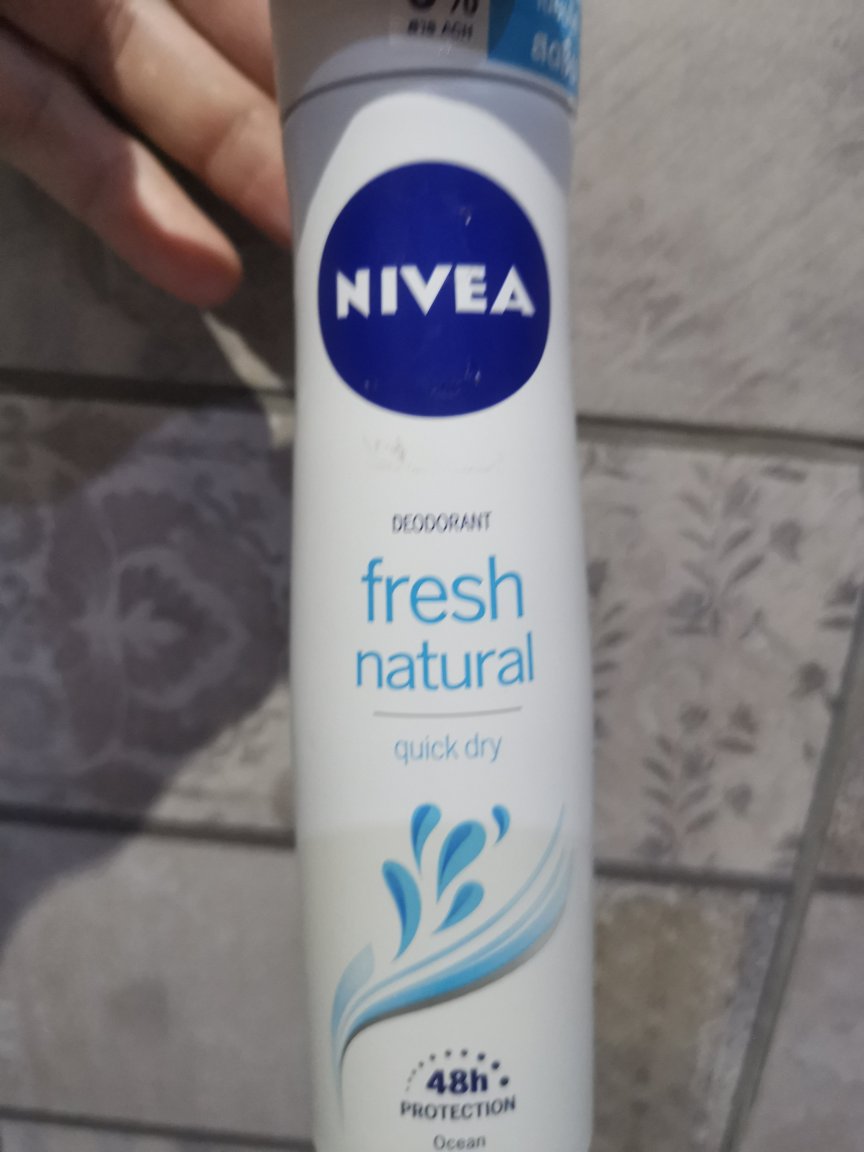 NIVEA
DEODORANT
fresh
natural
quick dry
48h
PROTECTION
Ocean